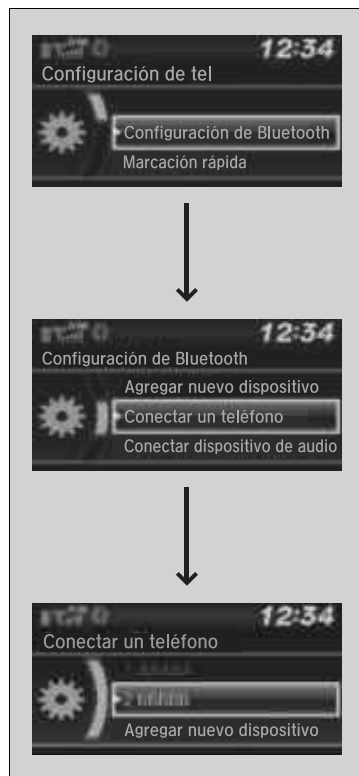 12:34
Configuración de tel
Configuración de Bluetooth
Marcación rápida
12:34
Configuración de Bluetooth
Agregar nuevo dispositivo
Conectar un teléfono
Conectar dispositivo de audio
12:34
Conectar un teléfono
Agregar nuevo dispositivo